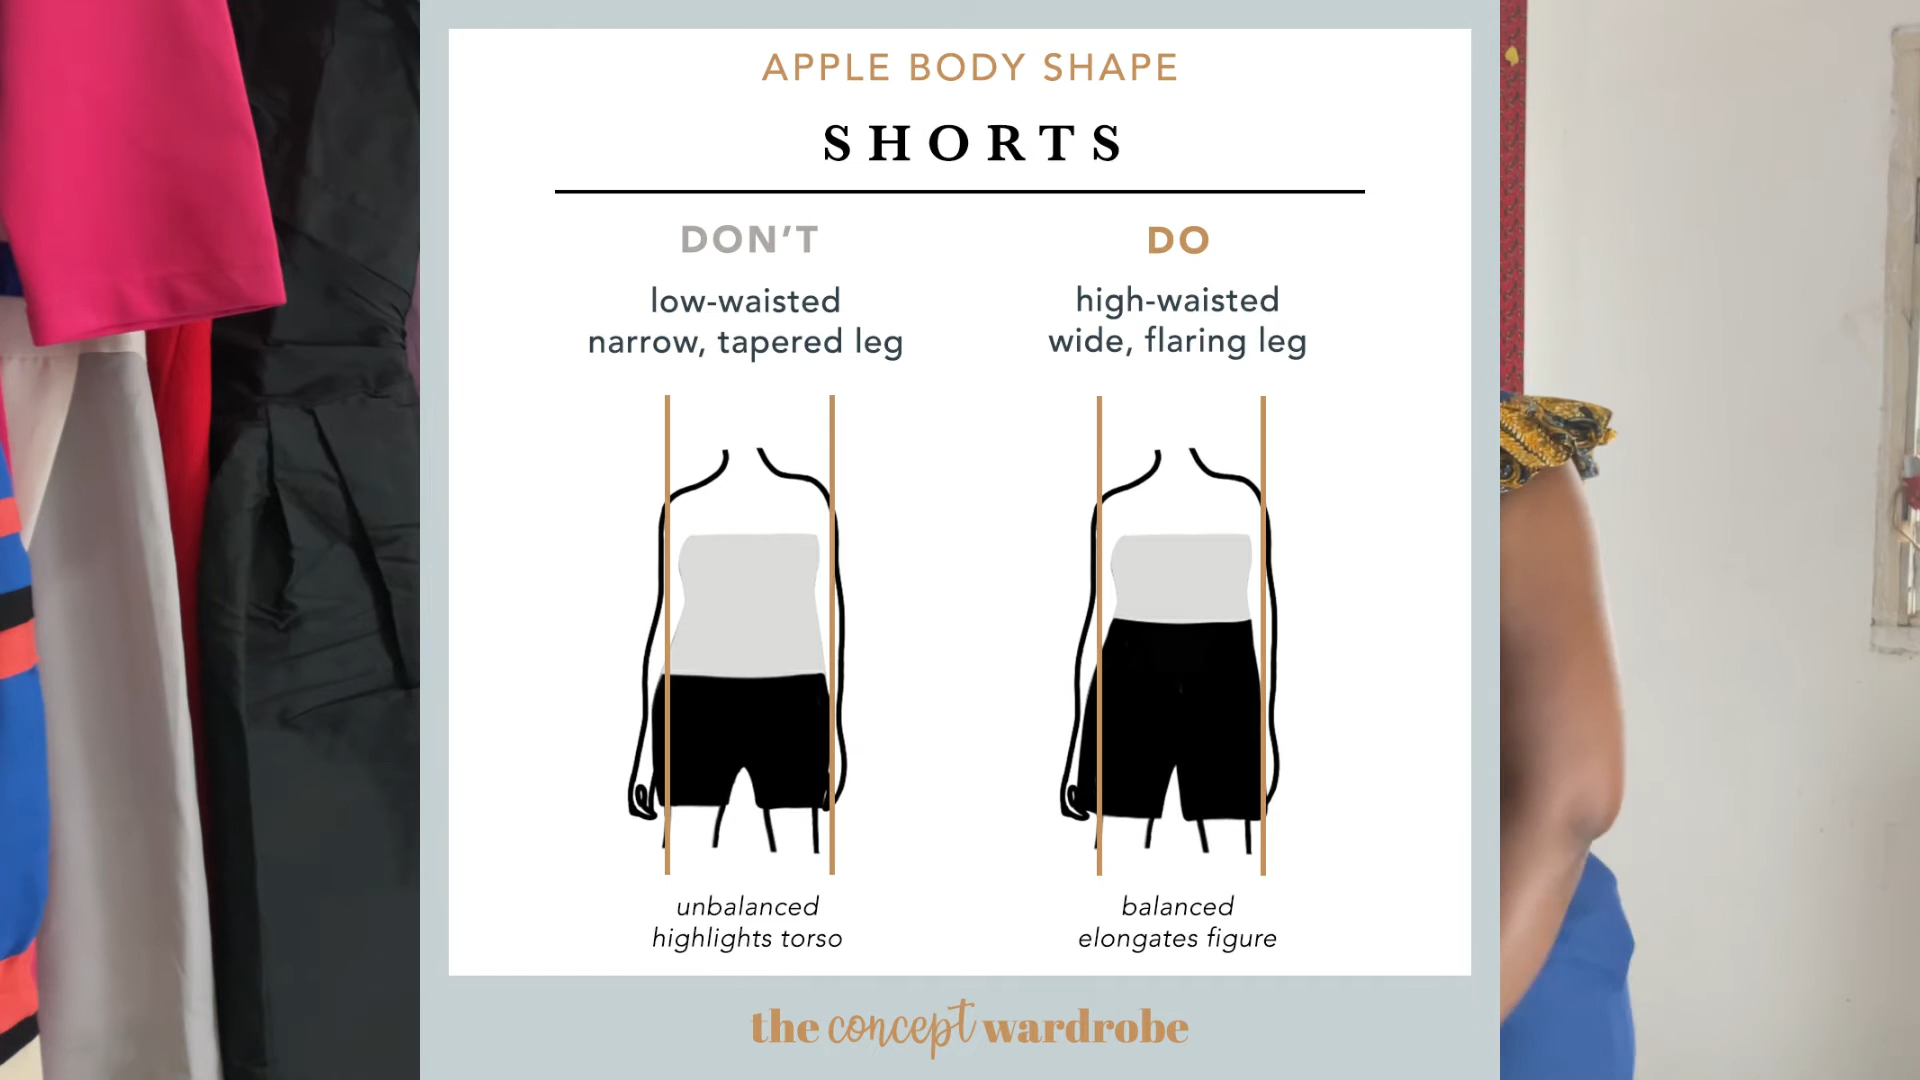 APPLE BODY SHAPE
SHORTS
DON'T
low-waisted
narrow, tapered leg
unbalanced
highlights torso
DO
high-waisted
wide, flaring leg
balanced
elongates figure
the concept wardrobe